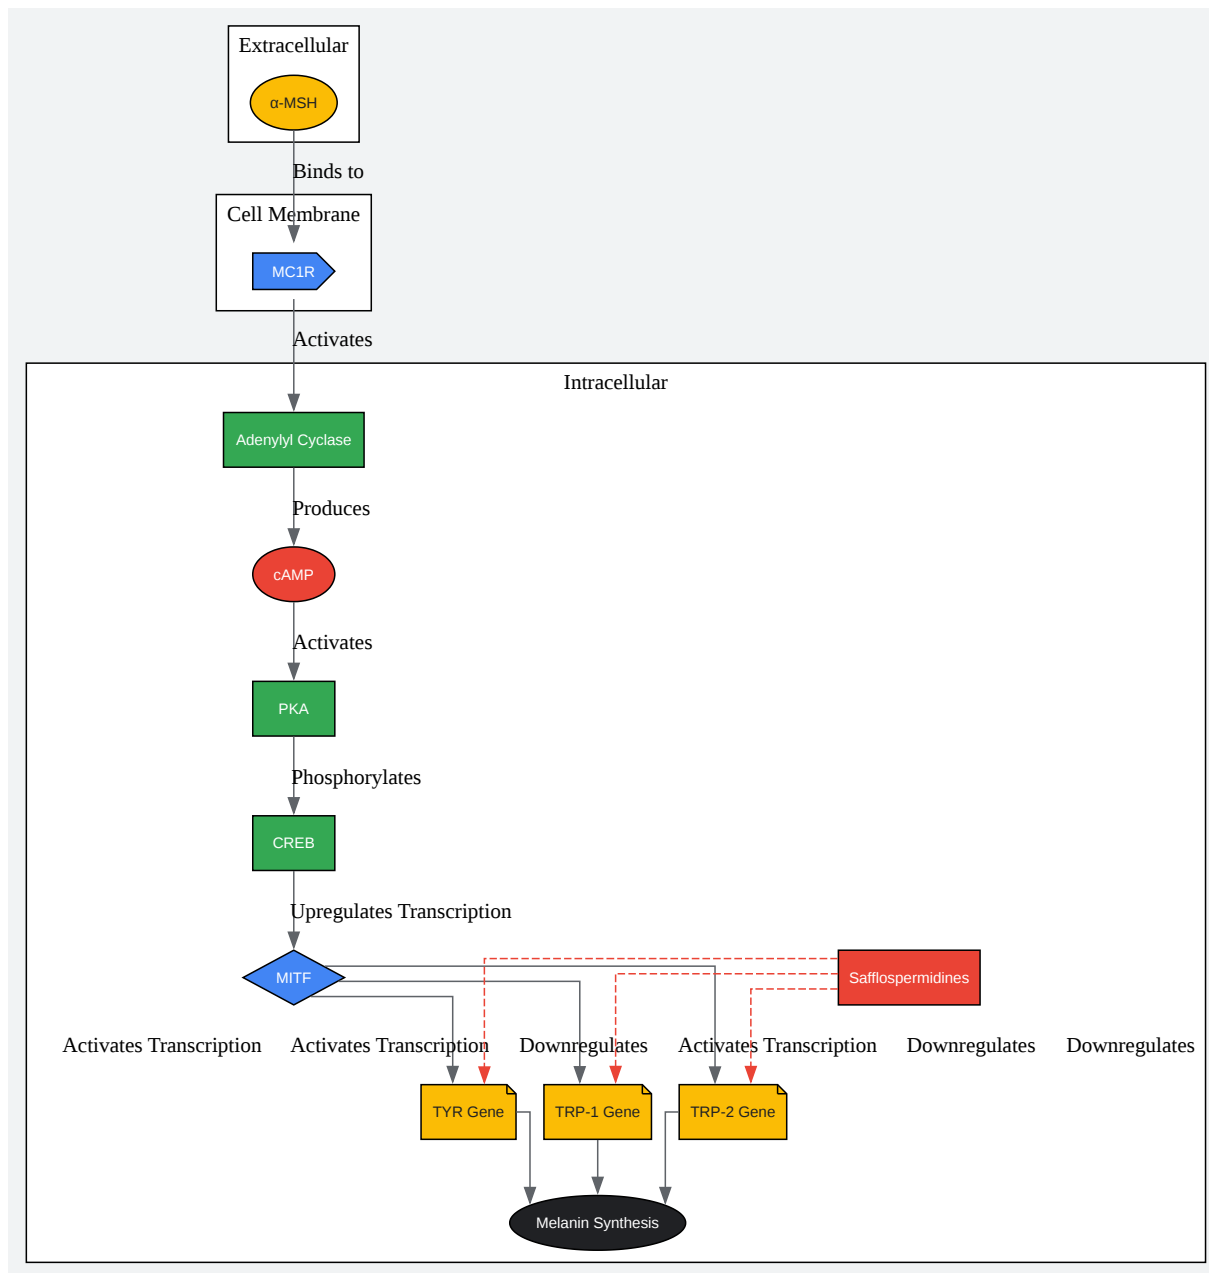 Extracellular
α-MSH
Binds to
Cell Membrane
MC1R
Activates
Intracellular
Adenylyl Cyclase
Produces
cAMP
Activates
PKA
Phosphorylates
CREB
Upregulates Transcription
MITF
Safflospermidines
Activates Transcription
Activates Transcription
Downregulates
Activates Transcription
Downregulates
Downregulates
TYR Gene
TRP-1 Gene
TRP-2 Gene
Melanin Synthesis